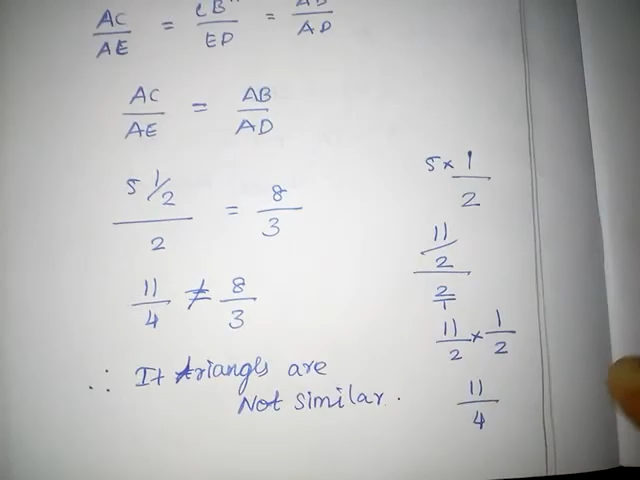 AC/AE = CB/ED = AB/AD
AC/AE = AB/AD
5 1/2 / 2 = 8/3
11/4 ≠ 8/3
∴ It triangles are
Not similar.
5 × 1/2
11/2 / 2/1
11/2 × 1/2
11/4